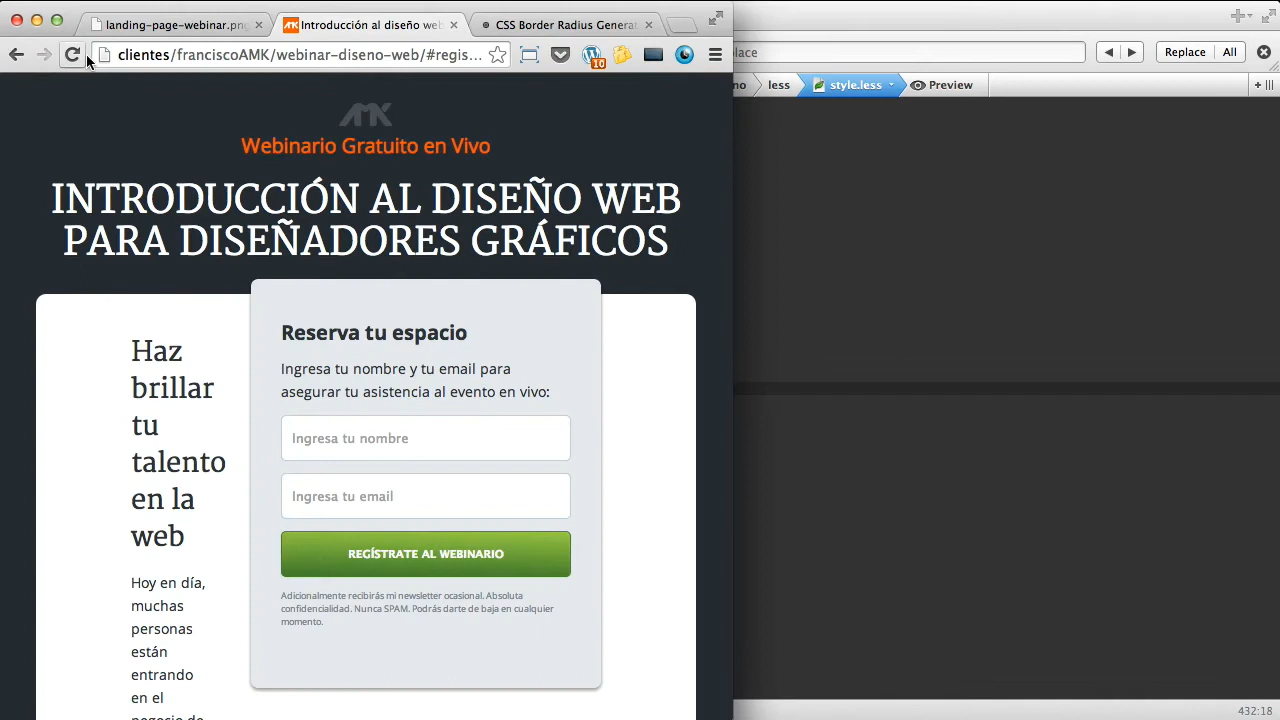 landing-page-webinar.png
Introducción al diseño web
CSS Border Radius Generat
clientes/franciscoAMK/webinar-diseno-web/#regis...
10
lace
Replace
All
no
less
style.less
Preview
AMK
Webinario Gratuito en Vivo
INTRODUCCIÓN AL DISEÑO WEB
PARA DISEÑADORES GRÁFICOS
Haz
brillar
tu
talento
en la
web
Hoy en día,
muchas
personas
están
entrando
en el
negocio de
Reserva tu espacio
Ingresa tu nombre y tu email para
asegurar tu asistencia al evento en vivo:
Ingresa tu nombre
Ingresa tu email
REGÍSTRATE AL WEBINARIO
Adicionalmente recibirás mi newsletter ocasional. Absoluta
confidencialidad. Nunca SPAM. Podrás darte de baja en cualquier
momento.
432:18